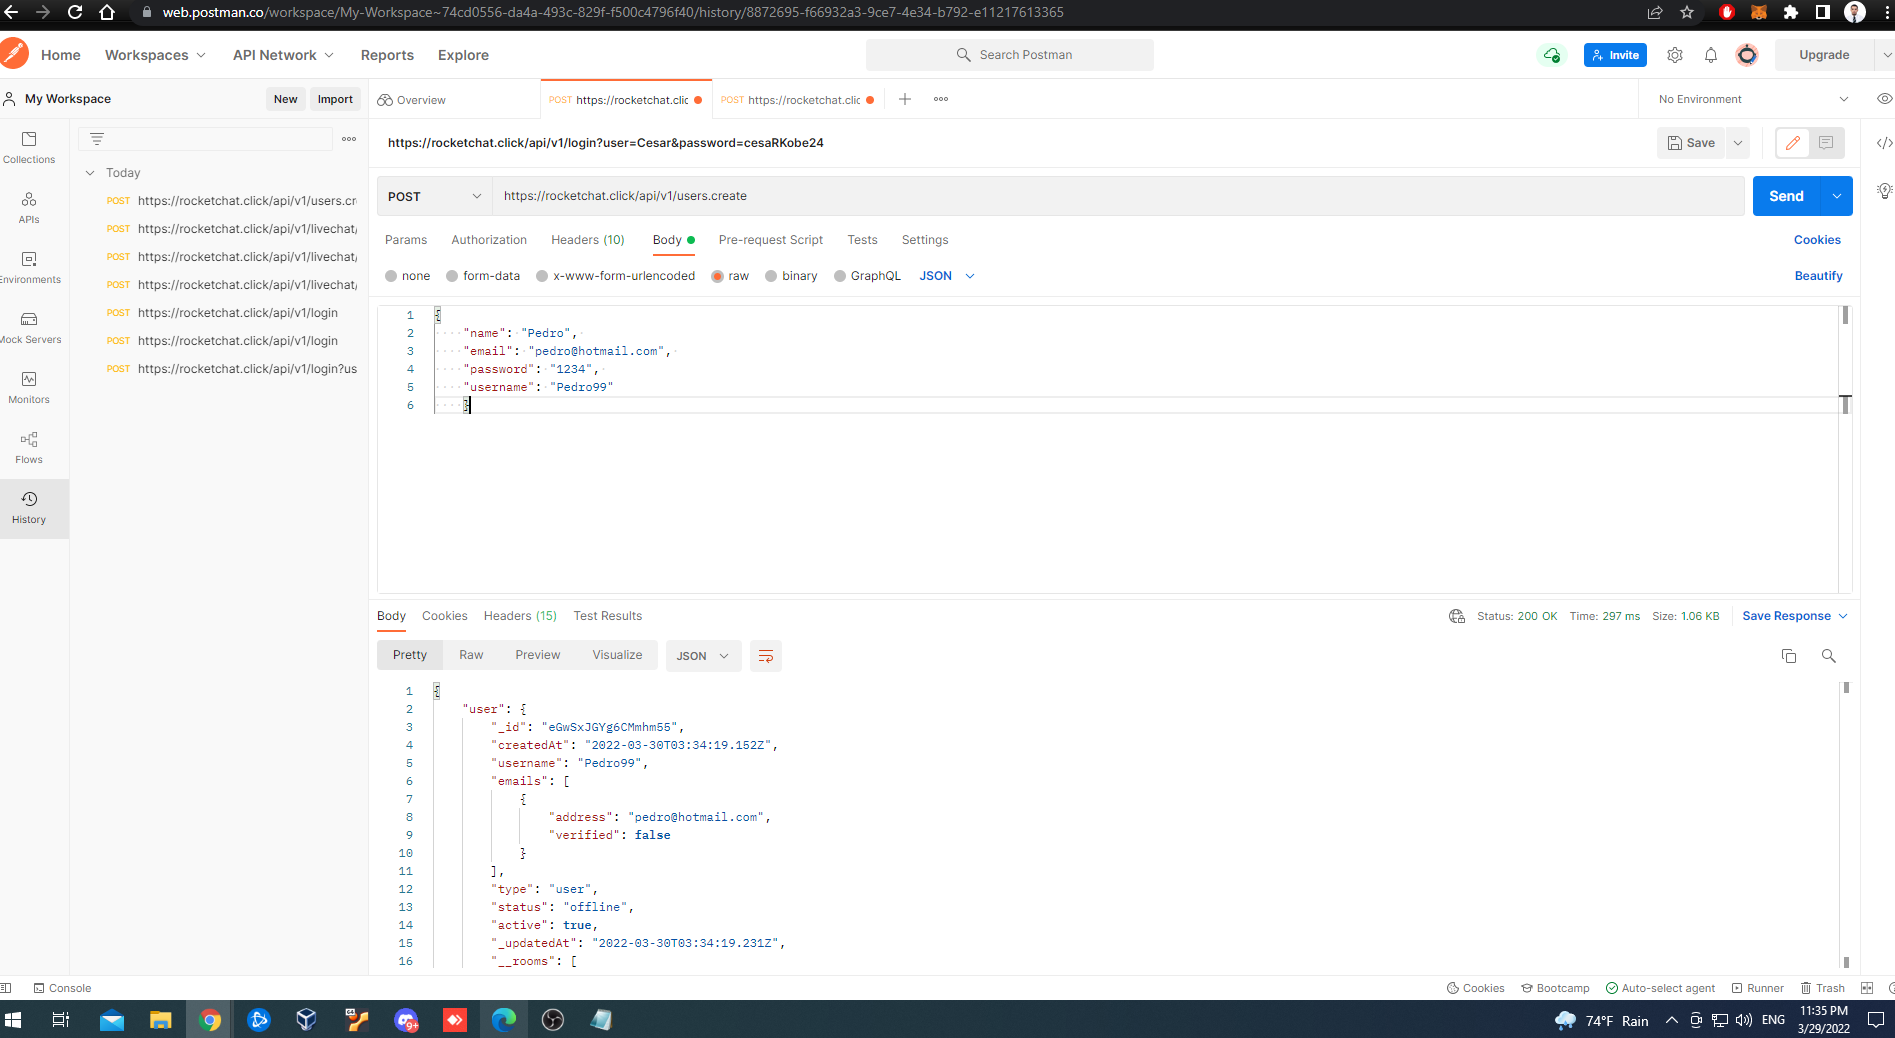 web.postman.co/workspace/My-Workspace~74cd0556-da4a-493c-829f-f500c4796f40/history/8872695-f66932a3-9ce7-4e34-b792-e11217613365
Home Workspaces API Network Reports Explore Search Postman Invite Upgrade
My Workspace New Import Overview POST https://rocketchat.clic POST https://rocketchat.clic No Environment
Collections
APIs
Environments
Mock Servers
Monitors
Flows
History
Today
POST https://rocketchat.click/api/v1/users.cr
POST https://rocketchat.click/api/v1/livechat/
POST https://rocketchat.click/api/v1/livechat/
POST https://rocketchat.click/api/v1/livechat/
POST https://rocketchat.click/api/v1/login
POST https://rocketchat.click/api/v1/login
POST https://rocketchat.click/api/v1/login?us
https://rocketchat.click/api/v1/login?user=Cesar&password=cesaRKobe24 Save
POST https://rocketchat.click/api/v1/users.create Send
Params Authorization Headers (10) Body Pre-request Script Tests Settings Cookies
none form-data x-www-form-urlencoded raw binary GraphQL JSON Beautify
1 {
2 "name": "Pedro",
3 "email": "pedro@hotmail.com",
4 "password": "1234",
5 "username": "Pedro99"
6 }
Body Cookies Headers (15) Test Results Status: 200 OK Time: 297 ms Size: 1.06 KB Save Response
Pretty Raw Preview Visualize JSON
1 {
2 "user": {
3 "_id": "eGwSxJGYg6CMmhm55",
4 "createdAt": "2022-03-30T03:34:19.152Z",
5 "username": "Pedro99",
6 "emails": [
7 {
8 "address": "pedro@hotmail.com",
9 "verified": false
10 }
11 ],
12 "type": "user",
13 "status": "offline",
14 "active": true,
15 "_updatedAt": "2022-03-30T03:34:19.231Z",
16 "__rooms": [
Console Cookies Bootcamp Auto-select agent Runner Trash
9+ 74°F Rain ENG 11:35 PM
3/29/2022